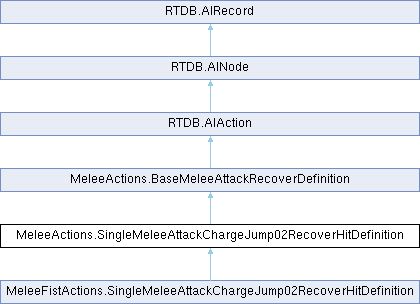 RTDB.AIRecord
RTDB.AINode
RTDB.AIAction
MeleeActions.BaseMeleeAttackRecoverDefinition
MeleeActions.SingleMeleeAttackChargeJump02RecoverHitDefinition
MeleeFistActions.SingleMeleeAttackChargeJump02RecoverHitDefinition